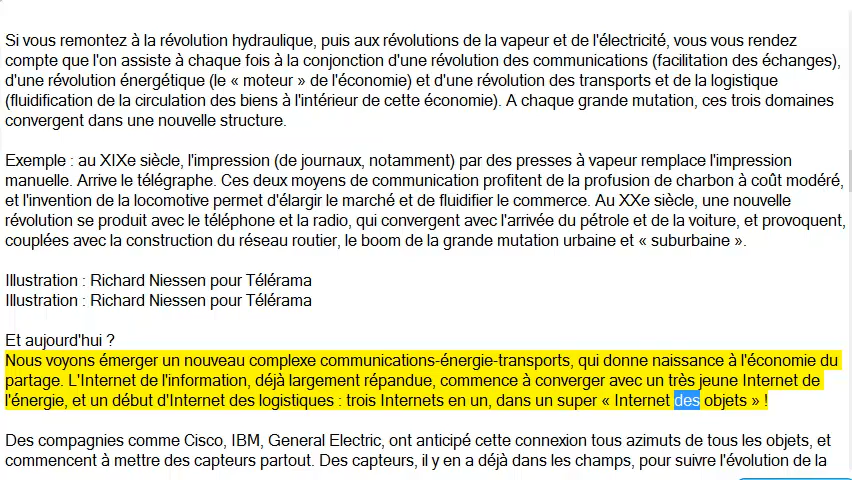 Si vous remontez à la révolution hydraulique, puis aux révolutions de la vapeur et de l'électricité, vous vous rendez
compte que l'on assiste à chaque fois à la conjonction d'une révolution des communications (facilitation des échanges),
d'une révolution énergétique (le « moteur » de l'économie) et d'une révolution des transports et de la logistique
(fluidification de la circulation des biens à l'intérieur de cette économie). A chaque grande mutation, ces trois domaines
convergent dans une nouvelle structure.
Exemple : au XIXe siècle, l'impression (de journaux, notamment) par des presses à vapeur remplace l'impression
manuelle. Arrive le télégraphe. Ces deux moyens de communication profitent de la profusion de charbon à coût modéré,
et l'invention de la locomotive permet d'élargir le marché et de fluidifier le commerce. Au XXe siècle, une nouvelle
révolution se produit avec le téléphone et la radio, qui convergent avec l'arrivée du pétrole et de la voiture, et provoquent,
couplées avec la construction du réseau routier, le boom de la grande mutation urbaine et « suburbaine ».
Illustration : Richard Niessen pour Télérama
Illustration : Richard Niessen pour Télérama
Et aujourd'hui ?
Nous voyons émerger un nouveau complexe communications-énergie-transports, qui donne naissance à l'économie du
partage. L'Internet de l'information, déjà largement répandue, commence à converger avec un très jeune Internet de
l'énergie, et un début d'Internet des logistiques : trois Internets en un, dans un super « Internet des objets » !
Des compagnies comme Cisco, IBM, General Electric, ont anticipé cette connexion tous azimuts de tous les objets, et
commencent à mettre des capteurs partout. Des capteurs, il y en a déjà dans les champs, pour suivre l'évolution de la